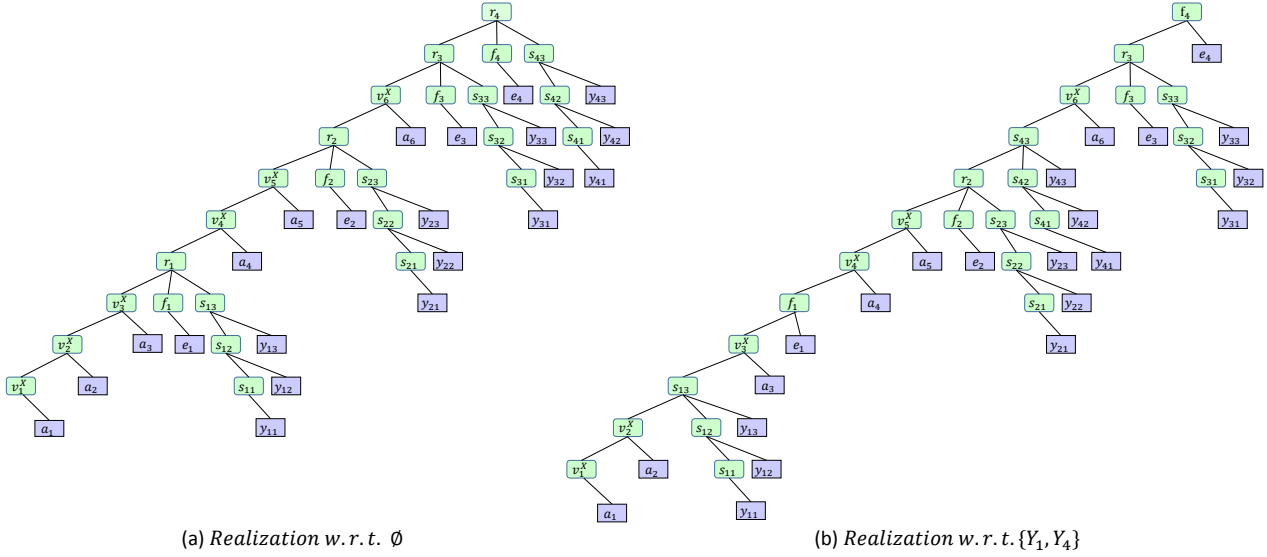 r₄ f₄
r₃ f₄ s₄₃ r₃ e₄
v₆ˣ f₃ s₃₃ e₄ s₄₂ y₄₃ v₆ˣ f₃ s₃₃
r₂ a₆ e₃ s₃₂ y₃₃ s₄₁ y₄₂ s₄₃ a₆ e₃ s₃₂ y₃₃
v₅ˣ f₂ s₂₃ s₃₁ y₃₂ y₄₁ r₂ s₄₂ y₄₃ s₃₁ y₃₂
v₄ˣ a₅ e₂ s₂₂ y₂₃ y₃₁ v₅ˣ f₂ s₂₃ s₄₁ y₄₂ y₃₁
r₁ a₄ s₂₁ y₂₂ v₄ˣ a₅ e₂ s₂₂ y₂₃ y₄₁
v₃ˣ f₁ s₁₃ y₂₁ f₁ a₄ s₂₁ y₂₂
v₂ˣ a₃ e₁ s₁₂ y₁₃ v₃ˣ e₁ y₂₁
v₁ˣ a₂ s₁₁ y₁₂ s₁₃ a₃
a₁ y₁₁ v₂ˣ s₁₂ y₁₃
v₁ˣ a₂ s₁₁ y₁₂
a₁ y₁₁
(a) Realization w.r.t. ∅ (b) Realization w.r.t.{Y₁,Y₄}